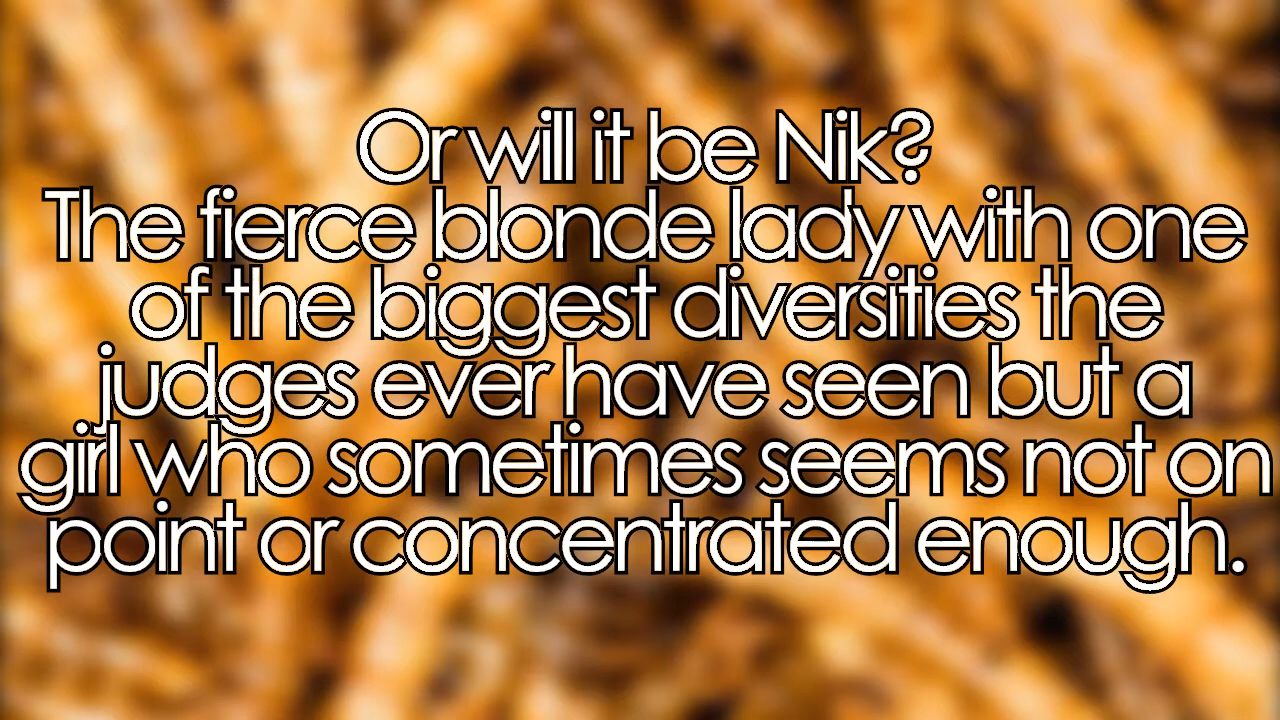 Or will it be Nik?
The fierce blonde lady with one
of the biggest diversities the
judges ever have seen but a
girl who sometimes seems not on
point or concentrated enough.